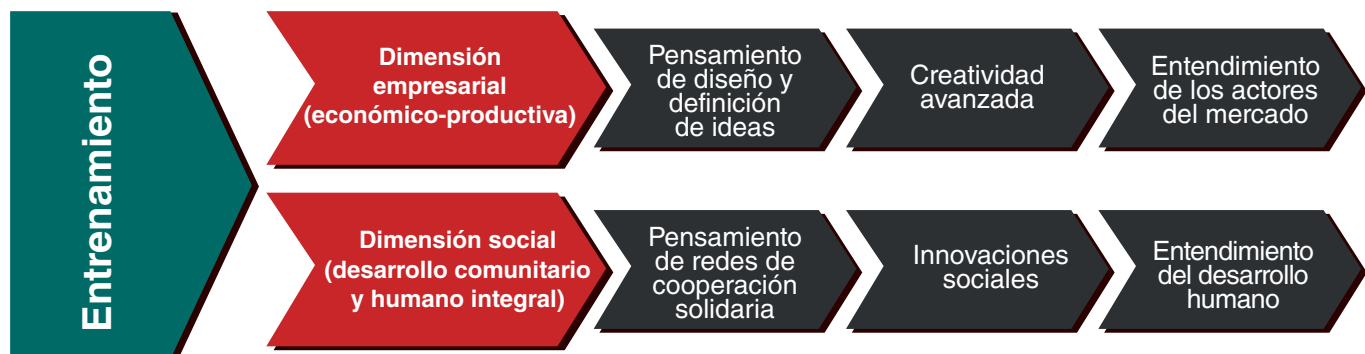 Entrenamiento
Dimensión
empresarial
(económico-productiva)
Pensamiento
de diseño y
definición
de ideas
Creatividad
avanzada
Entendimiento
de los actores
del mercado
Dimensión social
(desarrollo comunitario
y humano integral)
Pensamiento
de redes de
cooperación
solidaria
Innovaciones
sociales
Entendimiento
del desarrollo
humano